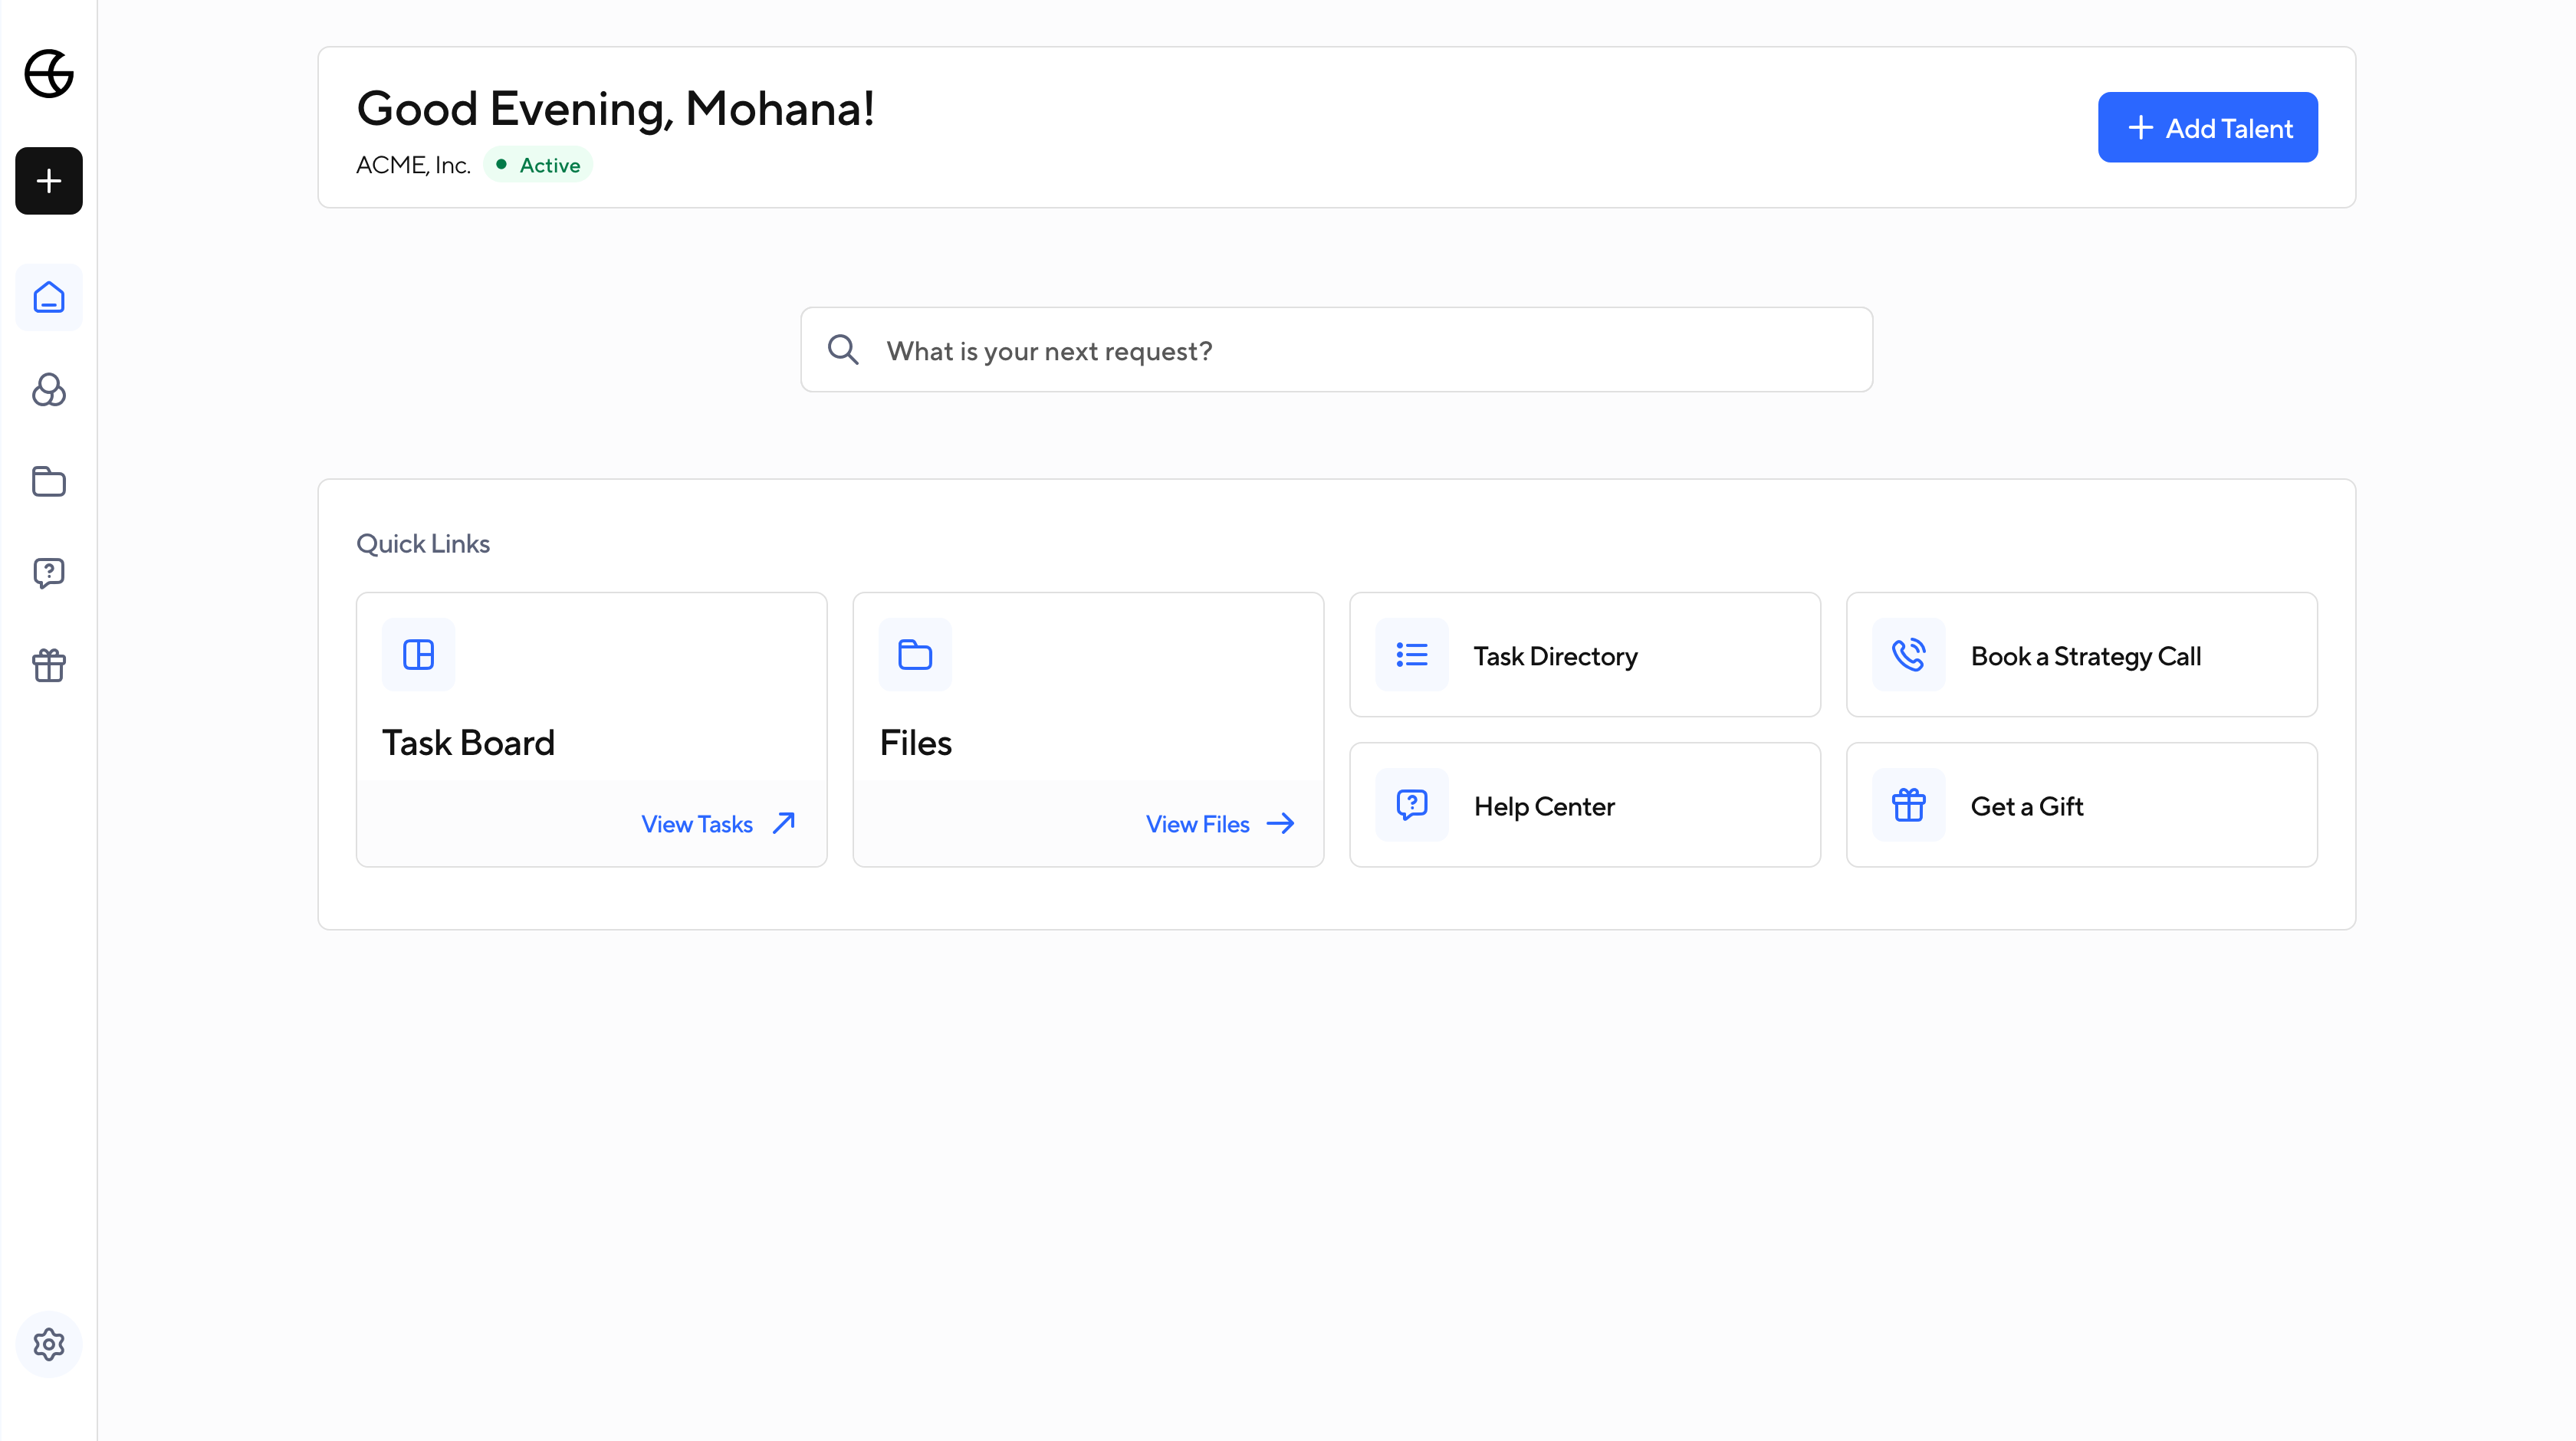 Good Evening, Mohana!
ACME, Inc.
Active
Add Talent
What is your next request?
Quick Links
Task Board
View Tasks
Files
View Files
Task Directory
Book a Strategy Call
Help Center
Get a Gift